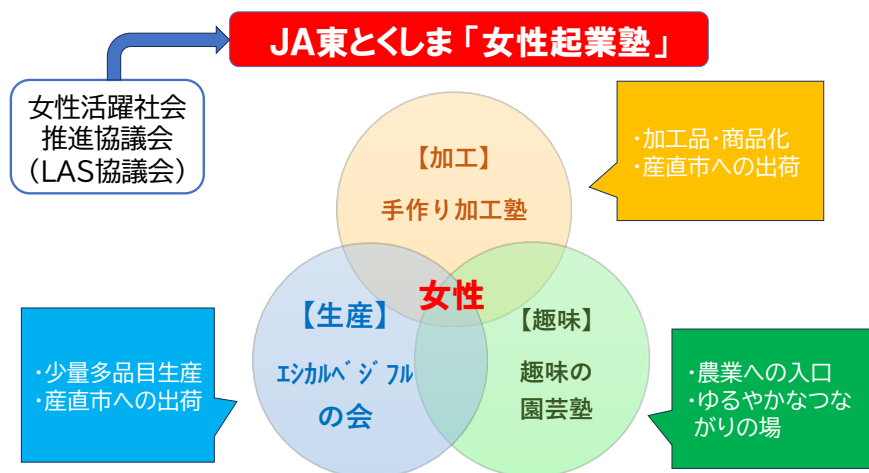 JA東とくしま「女性起業塾」
女性活躍社会
推進協議会
（LAS協議会）
【加工】
手作り加工塾
・加工品・商品化
・産直市への出荷
女性
【生産】
ｴｼｶﾙﾍﾞｼﾞﾌﾙ
の会
【趣味】
趣味の
園芸塾
・少量多品目生産
・産直市への出荷
・農業への入口
・ゆるやかなつな
がりの場